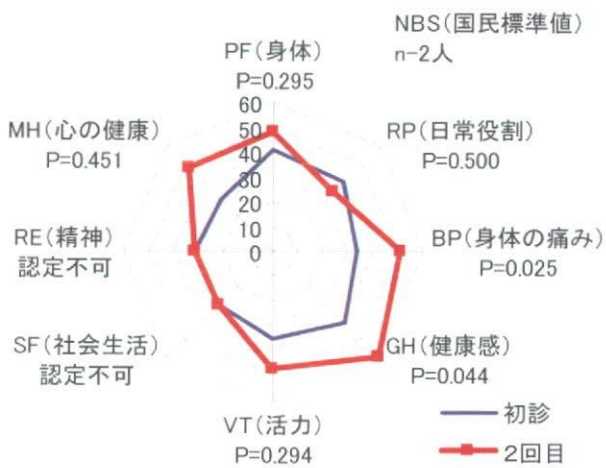 NBS(国民標準値)
n-2人
PF(身体)
P=0.295
MH(心の健康)
P=0.451
RP(日常役割)
P=0.500
60
50
40
30
20
10
0
RE(精神)
認定不可
BP(身体の痛み)
P=0.025
SF(社会生活)
認定不可
GH(健康感)
P=0.044
VT(活力)
P=0.294
初診
2回目